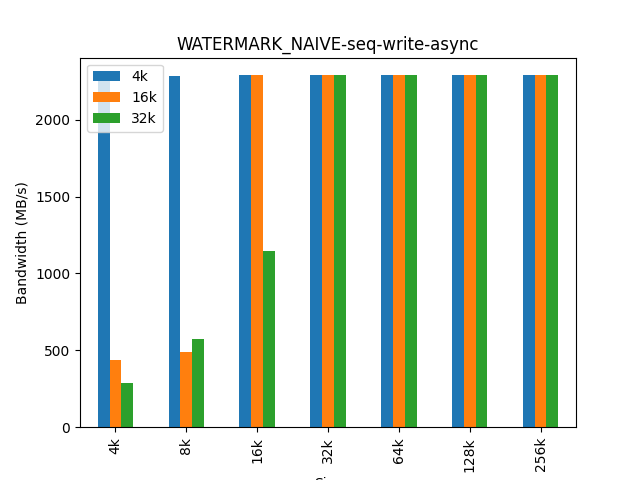 WATERMARK_NAIVE-seq-write-async
4k
16k
32k
Bandwidth (MB/s)
2000
1500
1000
500
0
4k
8k
16k
32k
64k
128k
256k